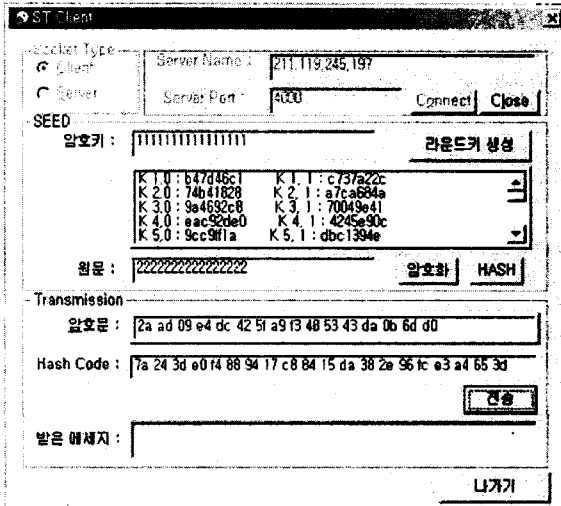 ST Client
Socket Type
Client
Server
Server Name : 211,119,245,197
Server Port : 4000
Connect Close
SEED
암호키 : 1111111111111111
라운드키 생성
K 1,0 : b47d46c1 K 1, 1 : c737a22c
K 2,0 : 74b41828 K 2, 1 : a7ca684a
K 3,0 : 9a4692c8 K 3, 1 : 70049e41
K 4,0 : eac92de0 K 4, 1 : 4245e90c
K 5,0 : 9cc9ff1a K 5, 1 : dbc1394e
원문 : 2222222222222222
암호화 HASH
Transmission
암호문 : 2a ad 09 e4 dc 42 5f a9 f3 48 53 43 da 0b 6d d0
Hash Code : 7a 24 3d e0 f4 88 94 17 c8 84 15 da 38 2e 96 fc e3 a4 65 3d
전송
받은 메세지 :
나가기